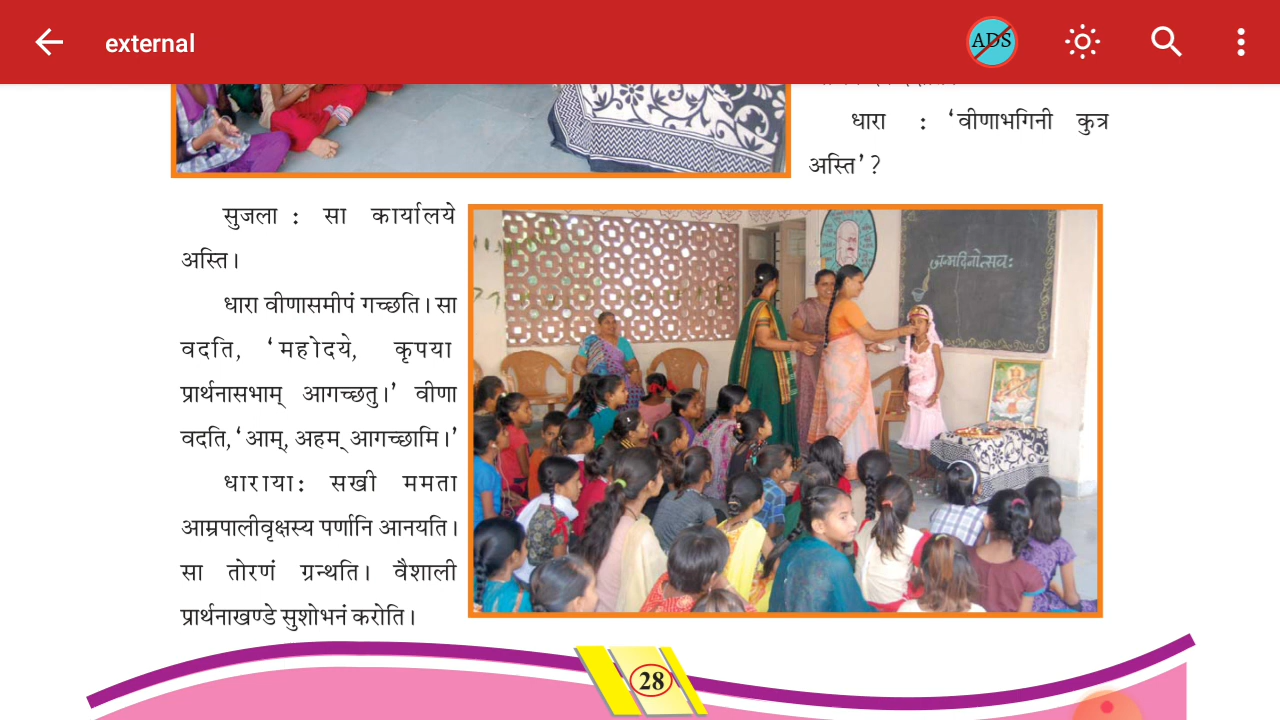 external
ADS
धारा : ‘वीणाभगिनी कुत्र
अस्ति’ ?
सुजला : सा कार्यालये
अस्ति।
धारा वीणासमीपं गच्छति। सा
वदति, ‘महोदये, कृपया
प्रार्थनासभाम् आगच्छतु।’ वीणा
वदति, ‘आम्, अहम् आगच्छामि।’
धारायाः सखी ममता
आम्रपालीवृक्षस्य पर्णानि आनयति।
सा तोरणं ग्रन्थति। वैशाली
प्रार्थनाखण्डे सुशोभनं करोति।
जन्मदिनोत्सवः
28